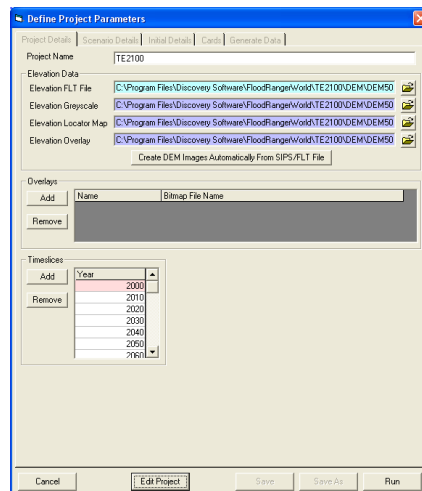 Define Project Parameters
Project Details Scenario Details Initial Details Cards Generate Data
Project Name TE2100
Elevation Data
Elevation FLT File C:\Program Files\Discovery Software\FloodRangerWorld\TE2100\DEM\DEM50
Elevation Greyscale C:\Program Files\Discovery Software\FloodRangerWorld\TE2100\DEM\DEM50
Elevation Locator Map C:\Program Files\Discovery Software\FloodRangerWorld\TE2100\DEM\DEM50
Elevation Overlay C:\Program Files\Discovery Software\FloodRangerWorld\TE2100\DEM\DEM50
Create DEM Images Automatically From SIPS/FLT File
Overlays
Add Name Bitmap File Name
Remove
Timeslices
Add Year
2000
Remove 2010
2020
2030
2040
2050
2060
Cancel Edit Project Save Save As Run